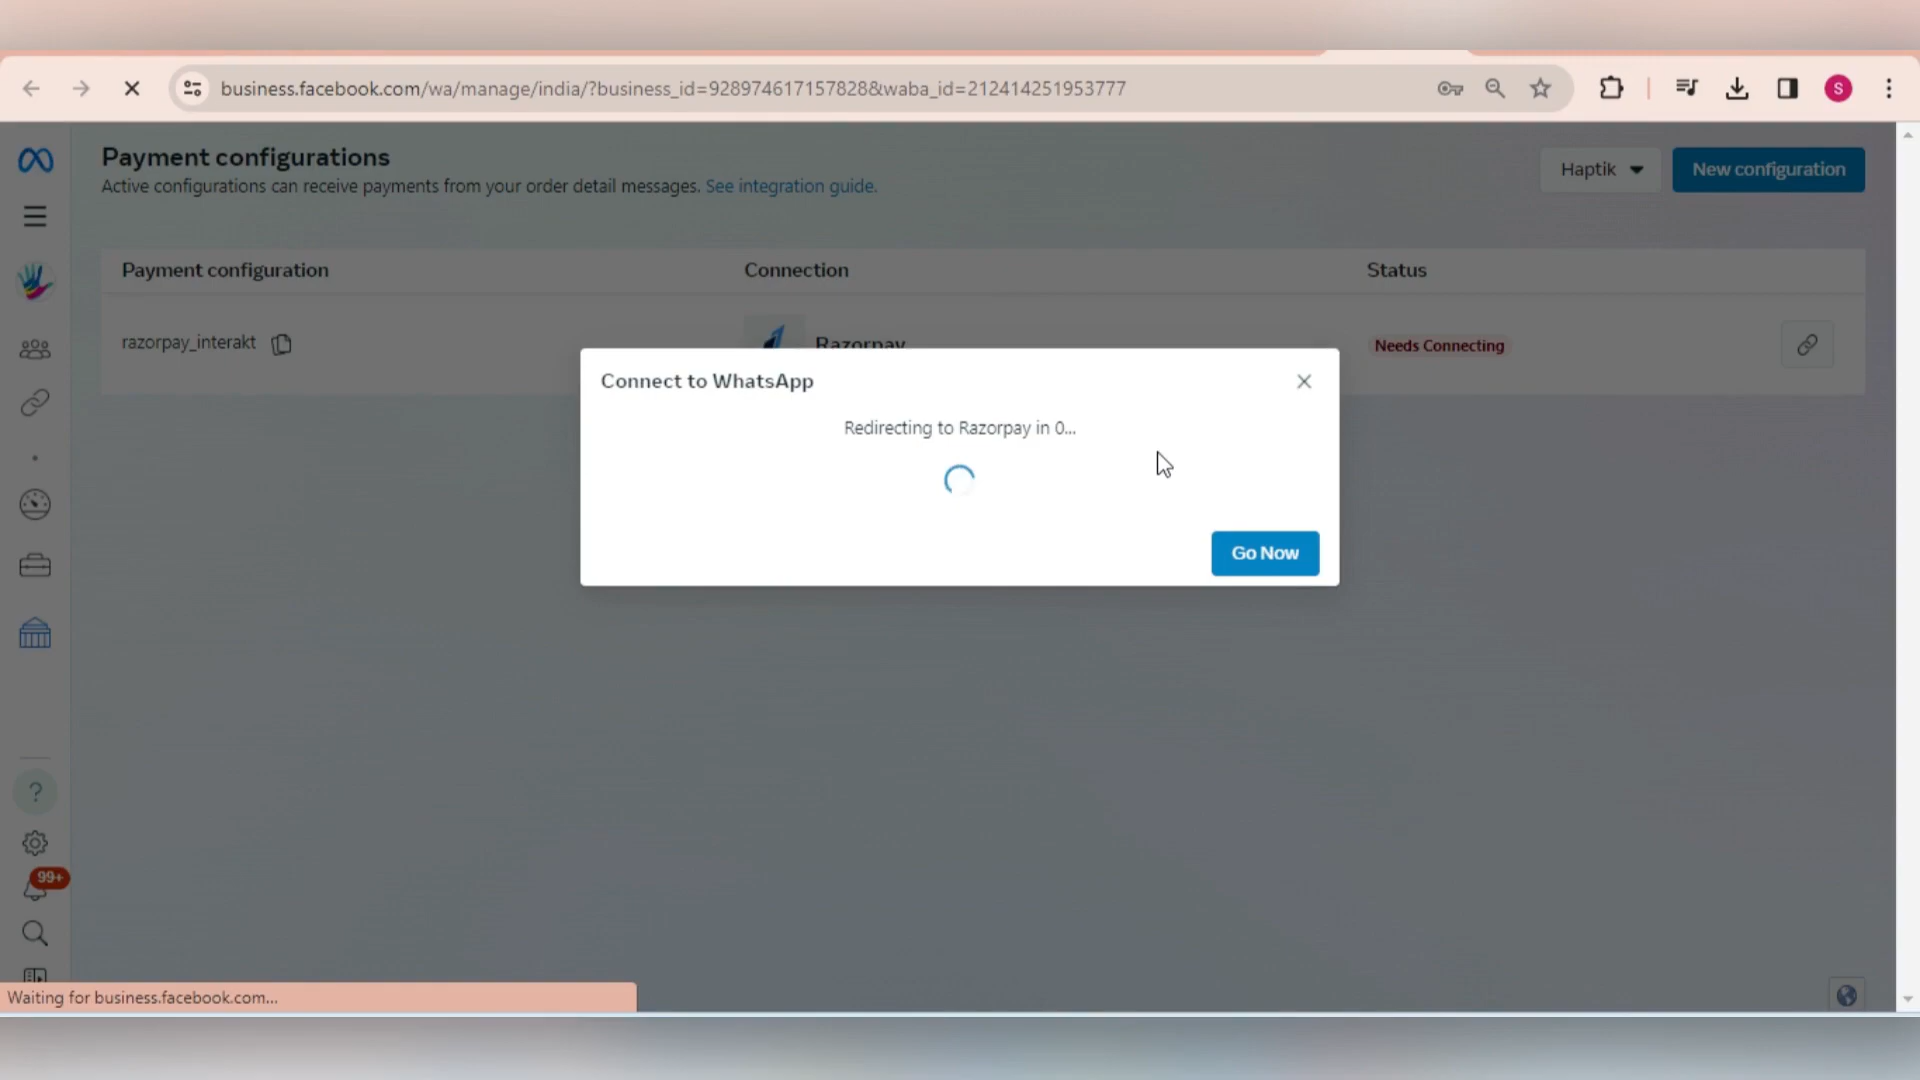 business.facebook.com/wa/manage/india/?business_id=928974617157828&waba_id=212414251953777
S
Payment configurations
Active configurations can receive payments from your order detail messages. See integration guide.
Haptik
New configuration
Payment configuration
Connection
Status
razorpay_interakt
Razorpay
Needs Connecting
Connect to WhatsApp
Redirecting to Razorpay in 0...
Go Now
?
99+
Waiting for business.facebook.com...